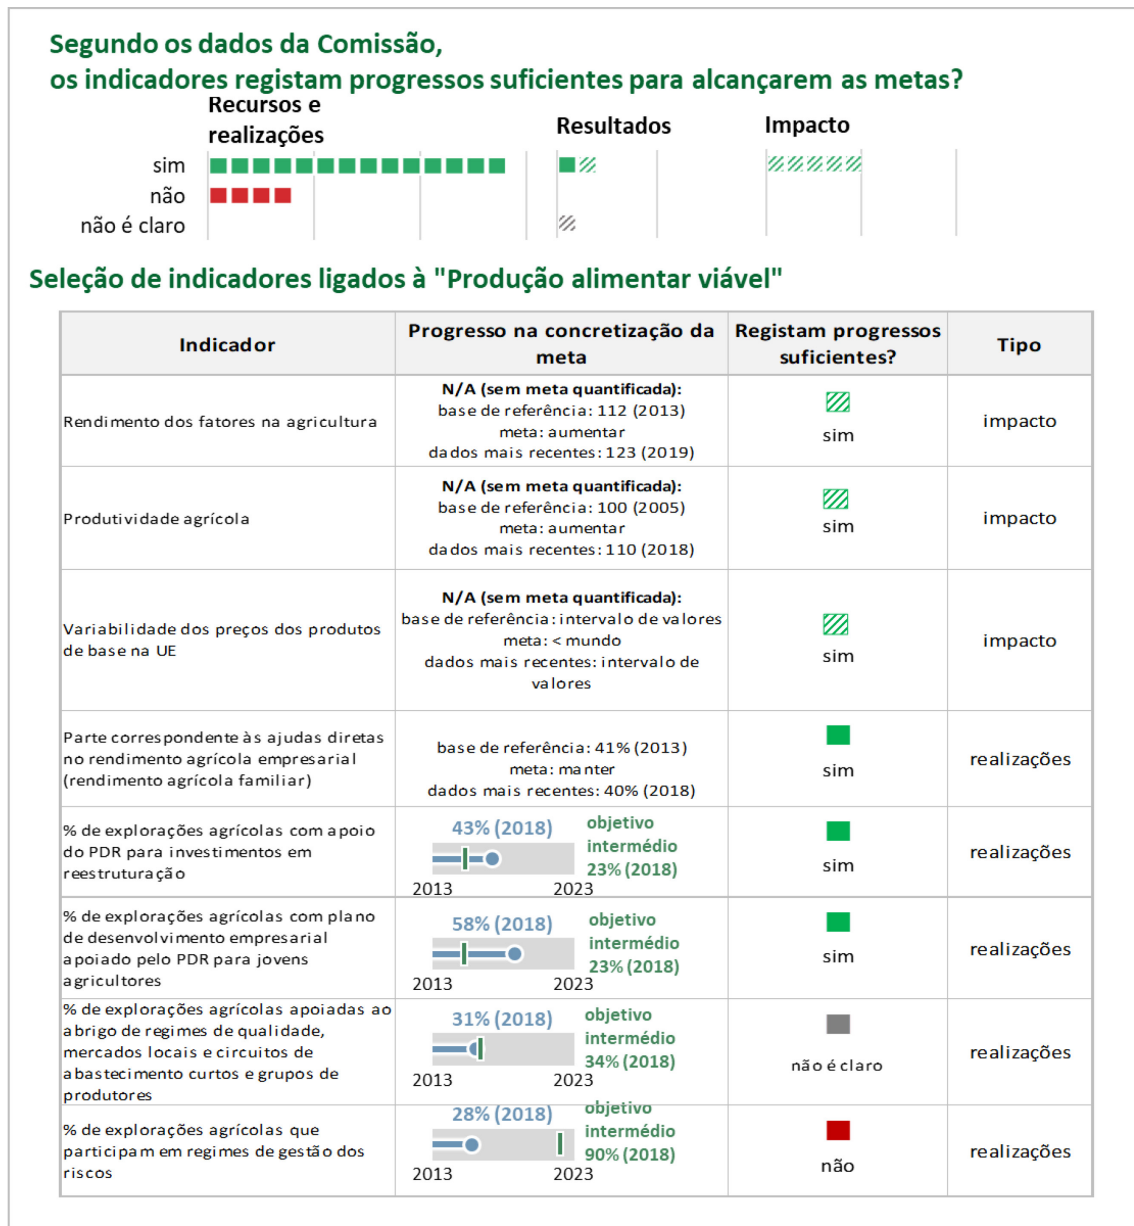 Segundo os dados da Comissão,
os indicadores registam progressos suficientes para alcançarem as metas?
Recursos e
realizações
Resultados
Impacto
sim
não
não é claro
Seleção de indicadores ligados à "Produção alimentar viável"
Indicador
Progresso na concretização da
meta
Registam progressos
suficientes?
Tipo
Rendimento dos fatores na agricultura
N/A (sem meta quantificada):
base de referência: 112 (2013)
meta: aumentar
dados mais recentes: 123 (2019)
sim
impacto
Produtividade agrícola
N/A (sem meta quantificada):
base de referência: 100 (2005)
meta: aumentar
dados mais recentes: 110 (2018)
sim
impacto
Variabilidade dos preços dos produtos
de base na UE
N/A (sem meta quantificada):
base de referência: intervalo de valores
meta: < mundo
dados mais recentes: intervalo de
valores
sim
impacto
Parte correspondente às ajudas diretas
no rendimento agrícola empresarial
(rendimento agrícola familiar)
base de referência: 41% (2013)
meta: manter
dados mais recentes: 40% (2018)
sim
realizações
% de explorações agrícolas com apoio
do PDR para investimentos em
reestruturação
43% (2018)
2013
2023
objetivo
intermédio
23% (2018)
sim
realizações
% de explorações agrícolas com plano
de desenvolvimento empresarial
apoiado pelo PDR para jovens
agricultores
58% (2018)
2013
2023
objetivo
intermédio
23% (2018)
sim
realizações
% de explorações agrícolas apoiadas ao
abrigo de regimes de qualidade,
mercados locais e circuitos de
abastecimento curtos e grupos de
produtores
31% (2018)
2013
2023
objetivo
intermédio
34% (2018)
não é claro
realizações
% de explorações agrícolas que
participam em regimes de gestão dos
riscos
28% (2018)
2013
2023
objetivo
intermédio
90% (2018)
não
realizações